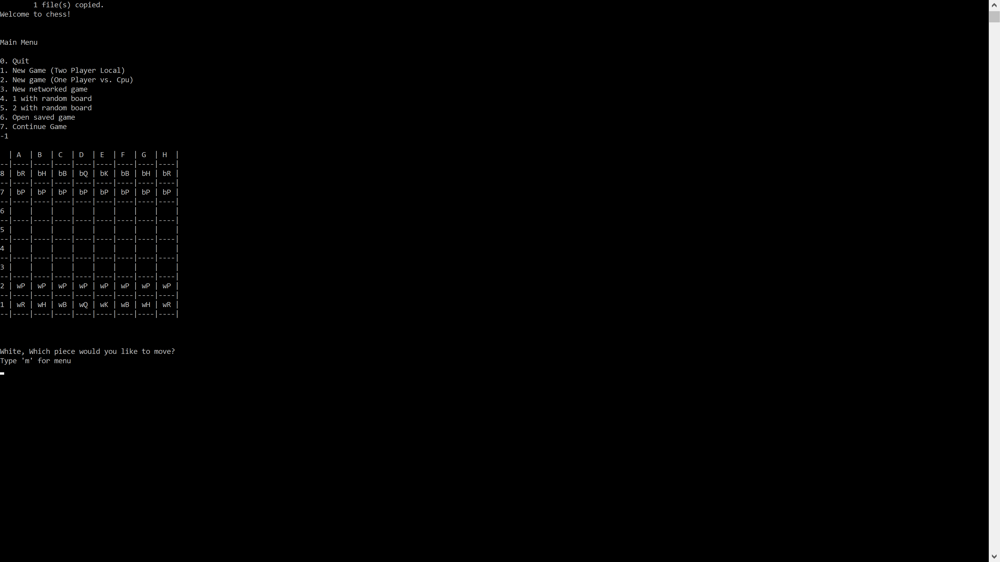 1 file(s) copied.
Welcome to chess!
Main Menu
0. Quit
1. New Game (Two Player Local)
2. New game (One Player vs. Cpu)
3. New networked game
4. 1 with random board
5. 2 with random board
6. Open saved game
7. Continue Game
-1
  | A  | B  | C  | D  | E  | F  | G  | H  |
--|----|----|----|----|----|----|----|----|
8 | bR | bH | bB | bQ | bK | bB | bH | bR |
--|----|----|----|----|----|----|----|----|
7 | bP | bP | bP | bP | bP | bP | bP | bP |
--|----|----|----|----|----|----|----|----|
6 |    |    |    |    |    |    |    |    |
--|----|----|----|----|----|----|----|----|
5 |    |    |    |    |    |    |    |    |
--|----|----|----|----|----|----|----|----|
4 |    |    |    |    |    |    |    |    |
--|----|----|----|----|----|----|----|----|
3 |    |    |    |    |    |    |    |    |
--|----|----|----|----|----|----|----|----|
2 | wP | wP | wP | wP | wP | wP | wP | wP |
--|----|----|----|----|----|----|----|----|
1 | wR | wH | wB | wQ | wK | wB | wH | wR |
--|----|----|----|----|----|----|----|----|
White, Which piece would you like to move?
Type 'm' for menu